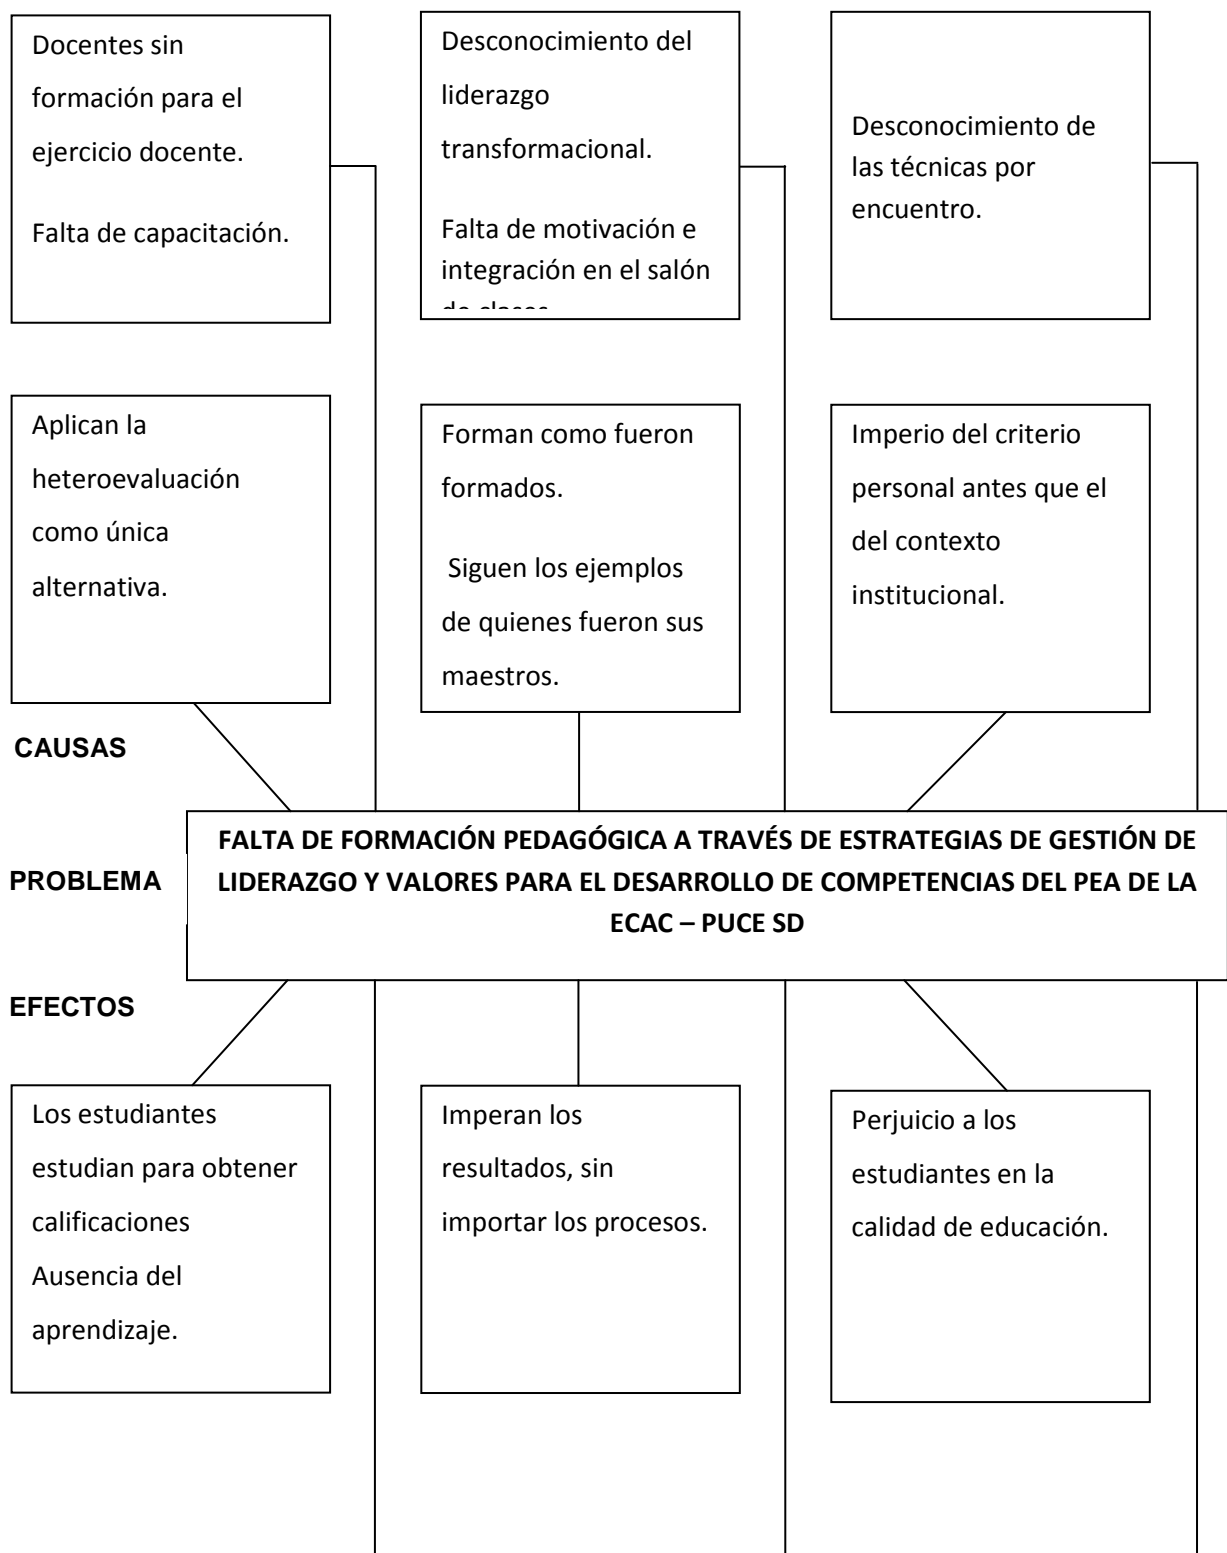 Docentes sin
formación para el
ejercicio docente.
Falta de capacitación.
Desconocimiento del
liderazgo
transformacional.
Falta de motivación e
integración en el salón
Desconocimiento de
las técnicas por
encuentro.
Aplican la
heteroevaluación
como única
alternativa.
Forman como fueron
formados.
Siguen los ejemplos
de quienes fueron sus
maestros.
Imperio del criterio
personal antes que el
del contexto
institucional.
CAUSAS
PROBLEMA
FALTA DE FORMACIÓN PEDAGÓGICA A TRAVÉS DE ESTRATEGIAS DE GESTIÓN DE
LIDERAZGO Y VALORES PARA EL DESARROLLO DE COMPETENCIAS DEL PEA DE LA
ECAC – PUCE SD
EFECTOS
Los estudiantes
estudian para obtener
calificaciones
Ausencia del
aprendizaje.
Imperan los
resultados, sin
importar los procesos.
Perjuicio a los
estudiantes en la
calidad de educación.